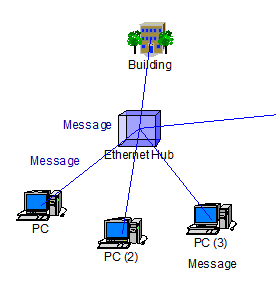 Building
Message
Ethernet Hub
Message
PC
PC (2)
PC (3)
Message